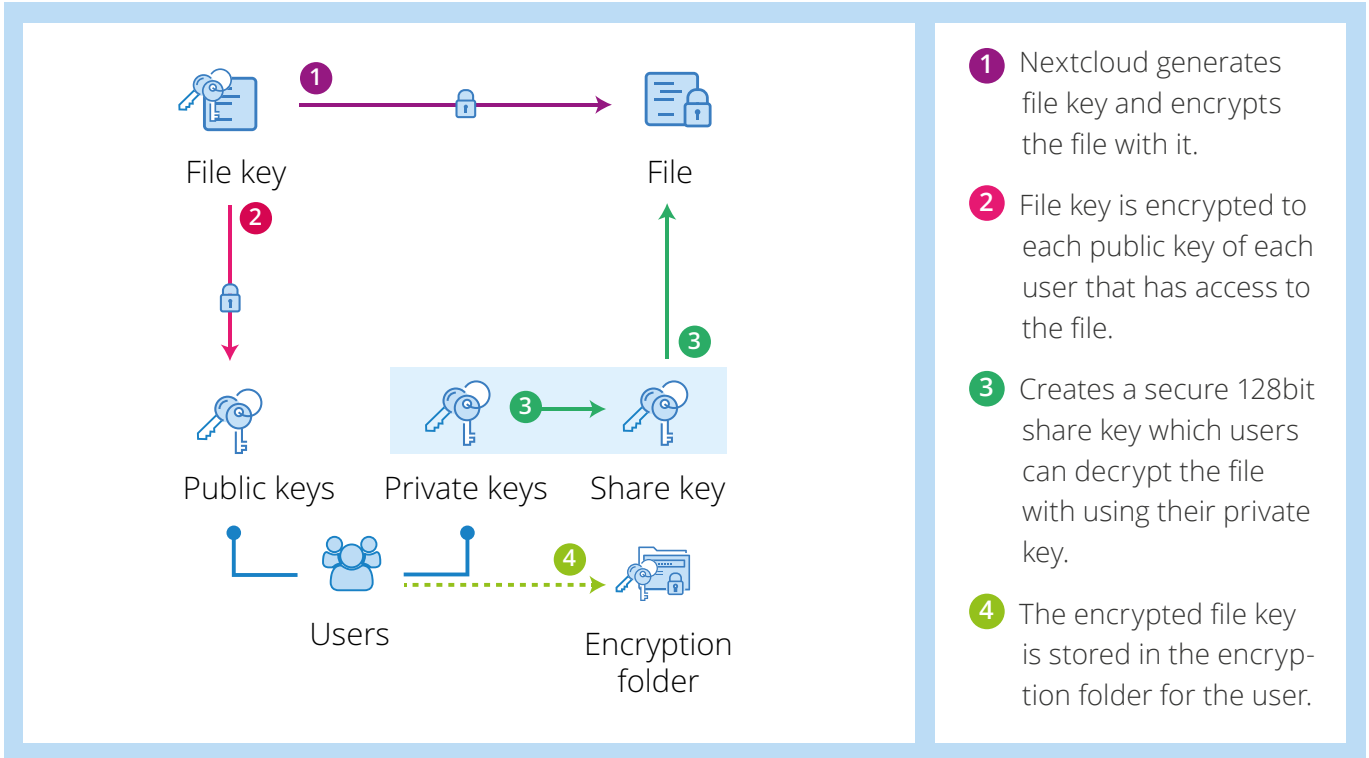 1
File key
File
2
3
3
Public keys
Private keys
Share key
4
Users
Encryption
folder
1 Nextcloud generates
file key and encrypts
the file with it.
2 File key is encrypted to
each public key of each
user that has access to
the file.
3 Creates a secure 128bit
share key which users
can decrypt the file
with using their private
key.
4 The encrypted file key
is stored in the encryp-
tion folder for the user.